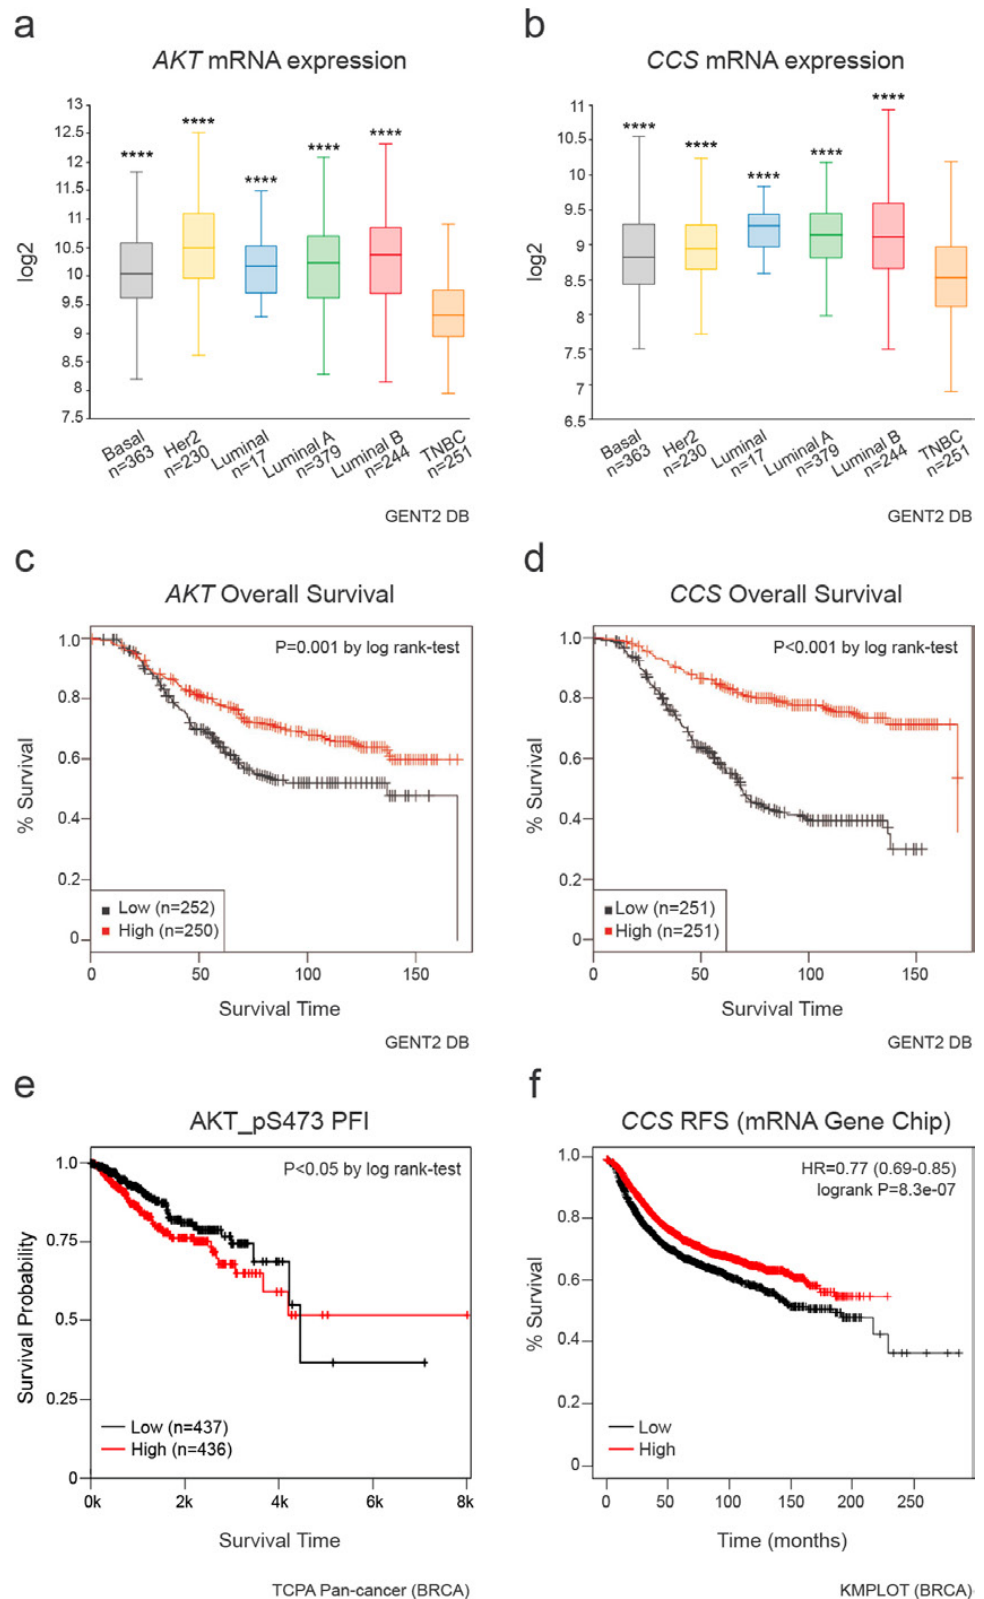 a
AKT mRNA expression
13
12.5
12
11.5
11
10.5
10
9.5
9
8.5
8
7.5
log2
****
****
****
****
****
Basal
n=363
Her2
n=230
Luminal
n=17
Luminal A
n=379
Luminal B
n=244
TNBC
n=251
GENT2 DB
b
CCS mRNA expression
11
10.5
10
9.5
9
8.5
8
7.5
7
6.5
log2
****
****
****
****
****
Basal
n=363
Her2
n=230
Luminal
n=17
Luminal A
n=379
Luminal B
n=244
TNBC
n=251
GENT2 DB
c
AKT Overall Survival
P=0.001 by log rank-test
1.0
0.8
0.6
0.4
0.2
0
% Survival
Low (n=252)
High (n=250)
0 50 100 150
Survival Time
GENT2 DB
d
CCS Overall Survival
P<0.001 by log rank-test
1.0
0.8
0.6
0.4
0.2
0
% Survival
Low (n=251)
High (n=251)
0 50 100 150
Survival Time
GENT2 DB
e
AKT_pS473 PFI
P<0.05 by log rank-test
1.0
0.75
0.5
0.25
0
Survival Probability
Low (n=437)
High (n=436)
0k 2k 4k 6k 8k
Survival Time
TCPA Pan-cancer (BRCA)
f
CCS RFS (mRNA Gene Chip)
HR=0.77 (0.69-0.85)
logrank P=8.3e-07
1.0
0.8
0.6
0.4
0.2
0
% Survival
Low
High
0 50 100 150 200 250
Time (months)
KMPLOT (BRCA)